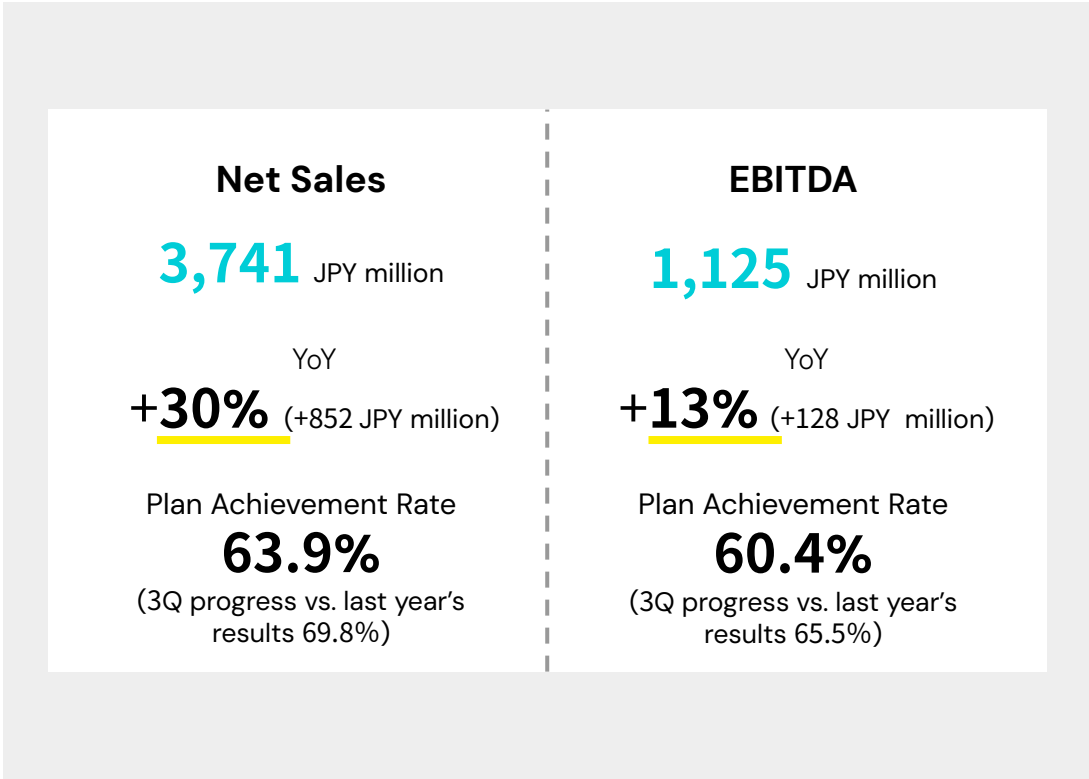 Net Sales
3,741 JPY million
YoY
+30% (+852 JPY million)
Plan Achievement Rate
63.9%
(3Q progress vs. last year’s
results 69.8%)
EBITDA
1,125 JPY million
YoY
+13% (+128 JPY million)
Plan Achievement Rate
60.4%
(3Q progress vs. last year’s
results 65.5%)